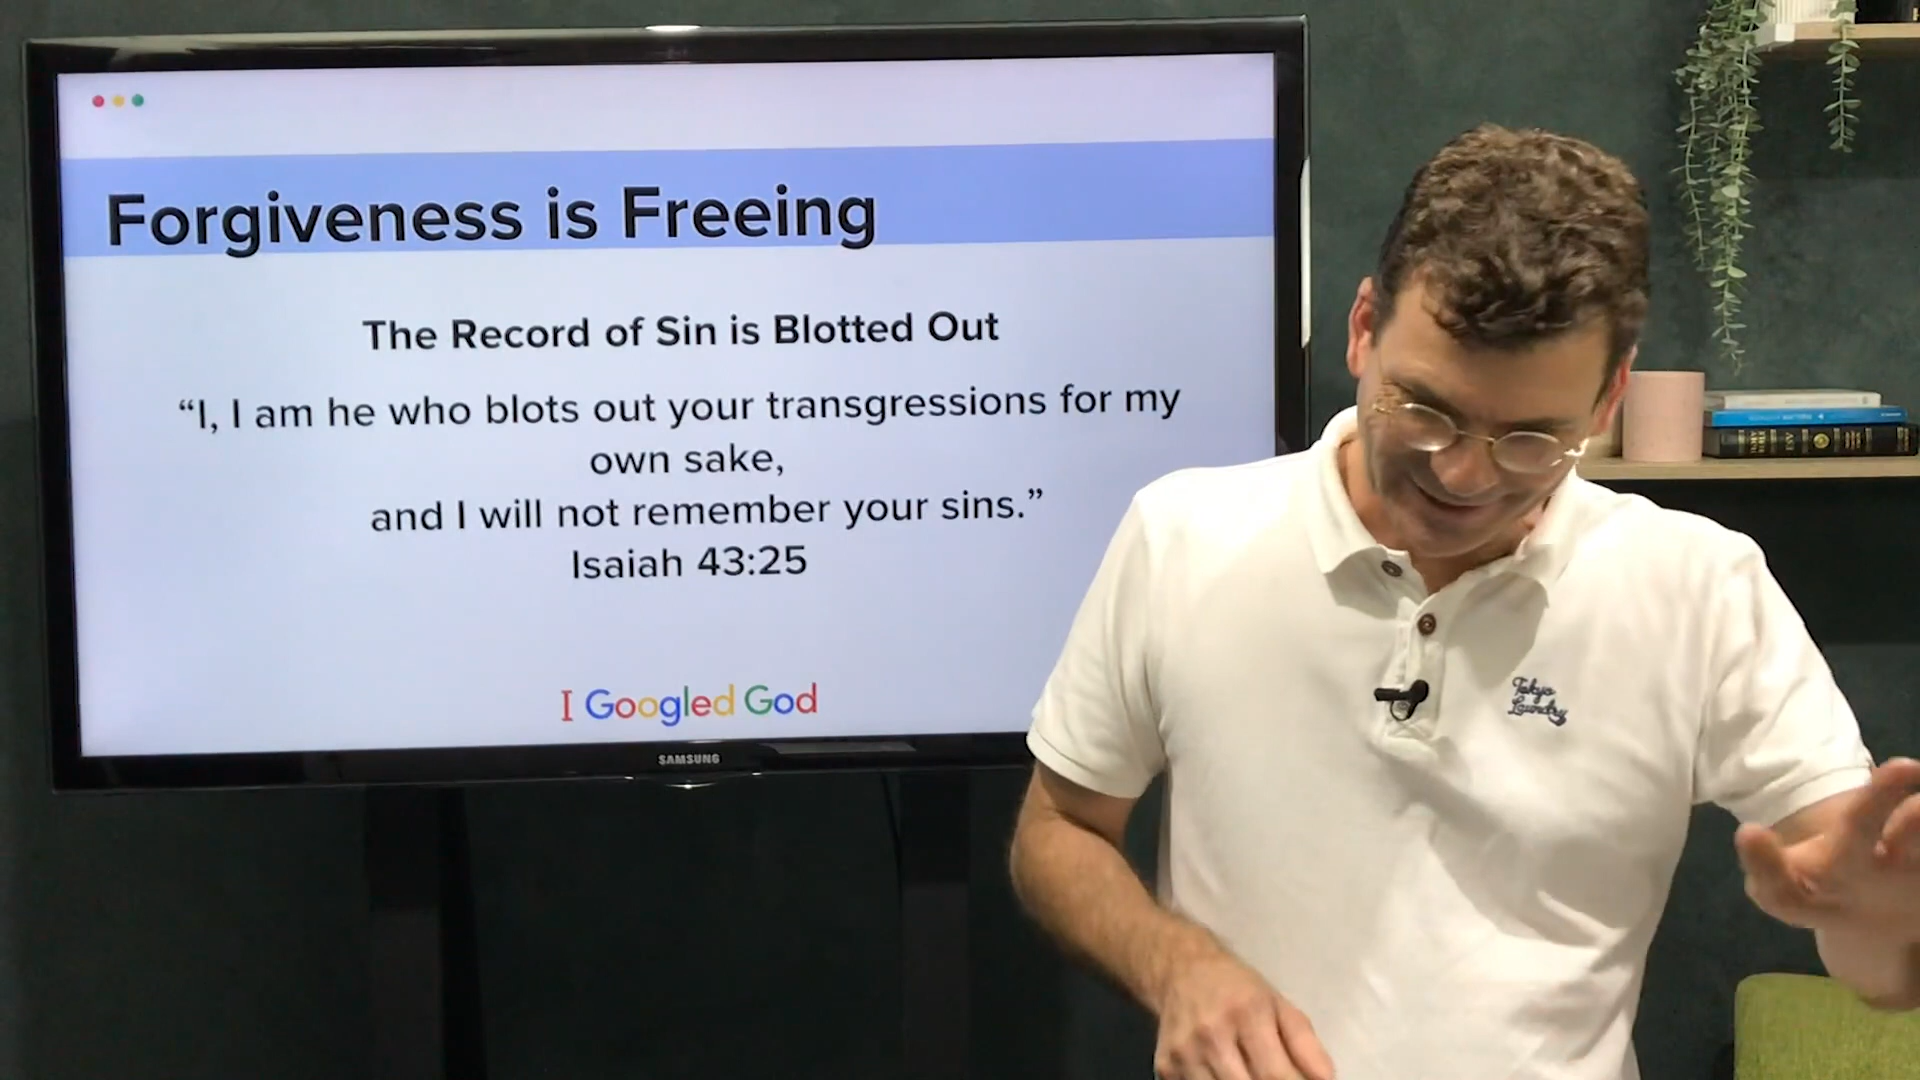 Forgiveness is Freeing
The Record of Sin is Blotted Out
“I, I am he who blots out your transgressions for my
own sake,
and I will not remember your sins.”
Isaiah 43:25
I Googled God
SAMSUNG
Tokyo
Laundry